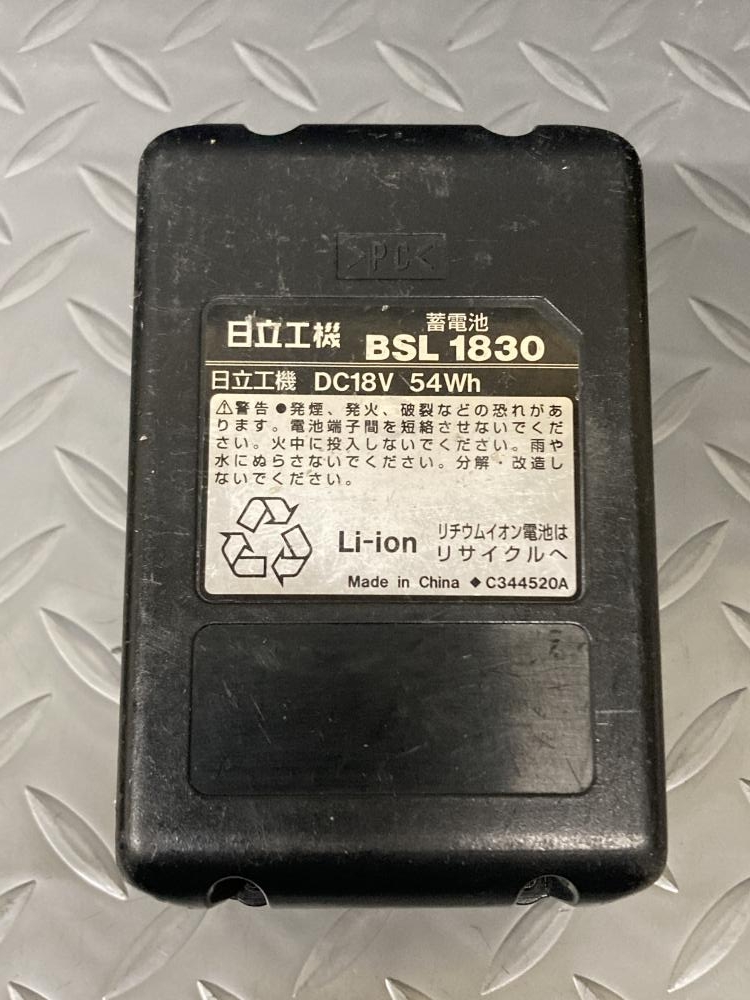 >PC<
日立工機
蓄電池
BSL 1830
日立工機 DC18V 54Wh
⚠警告●発煙、発火、破裂などの恐れがあ
ります。電池端子間を短絡させないでくだ
さい。火中に投入しないでください。雨や
水にぬらさないでください。分解・改造し
ないでください。
Li-ion
リチウムイオン電池は
リサイクルへ
Made in China ◆ C344520A